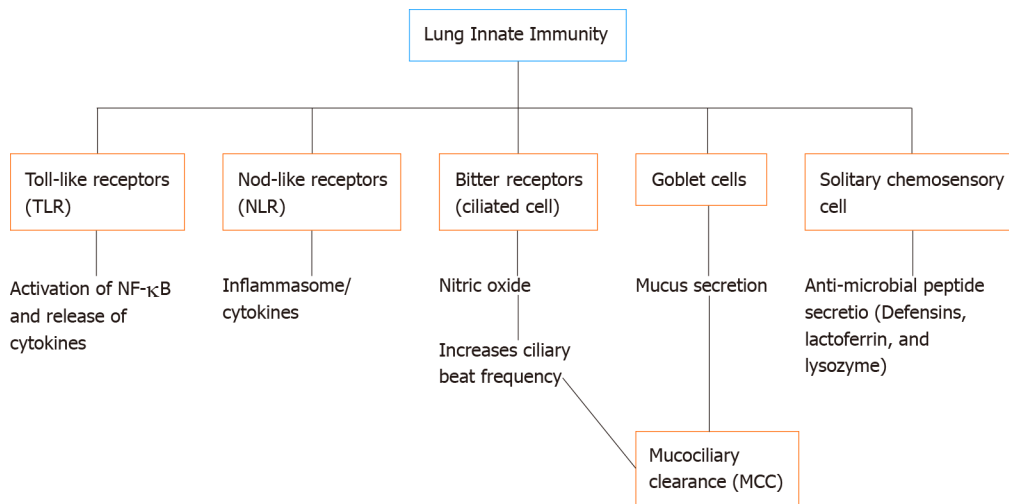 Lung Innate Immunity
Toll-like receptors
(TLR)
Nod-like receptors
(NLR)
Bitter receptors
(ciliated cell)
Goblet cells
Solitary chemosensory
cell
Activation of NF-κB
and release of
cytokines
Inflammasome/
cytokines
Nitric oxide
Increases ciliary
beat frequency
Mucus secretion
Anti-microbial peptide
secretio (Defensins,
lactoferrin, and
lysozyme)
Mucociliary
clearance (MCC)